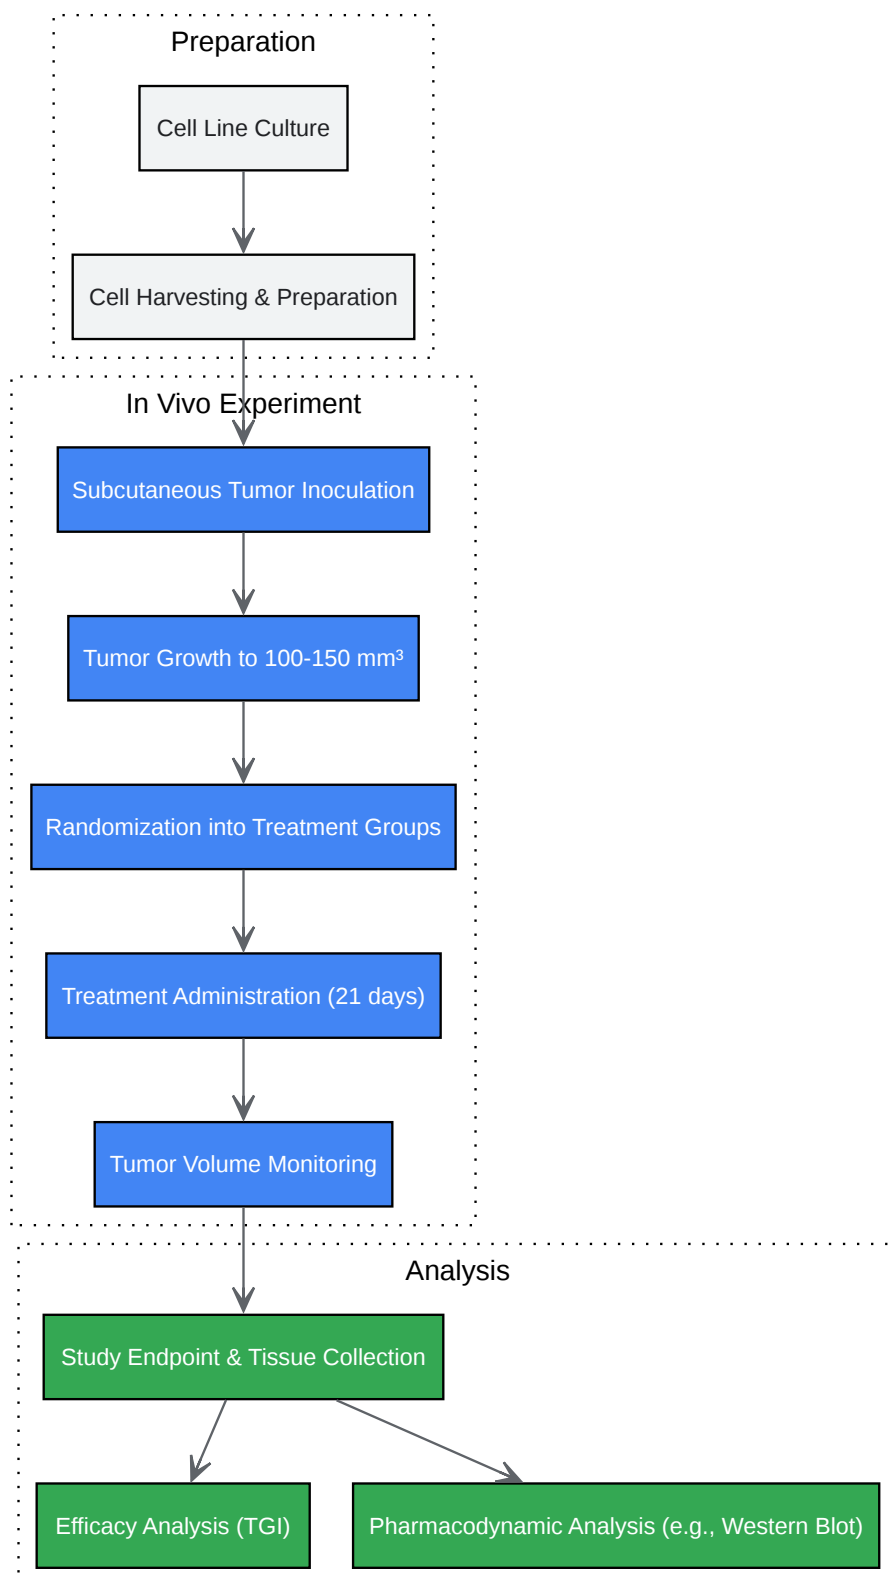 Preparation
Cell Line Culture
Cell Harvesting & Preparation
In Vivo Experiment
Subcutaneous Tumor Inoculation
Tumor Growth to 100-150 mm³
Randomization into Treatment Groups
Treatment Administration (21 days)
Tumor Volume Monitoring
Analysis
Study Endpoint & Tissue Collection
Efficacy Analysis (TGI)
Pharmacodynamic Analysis (e.g., Western Blot)